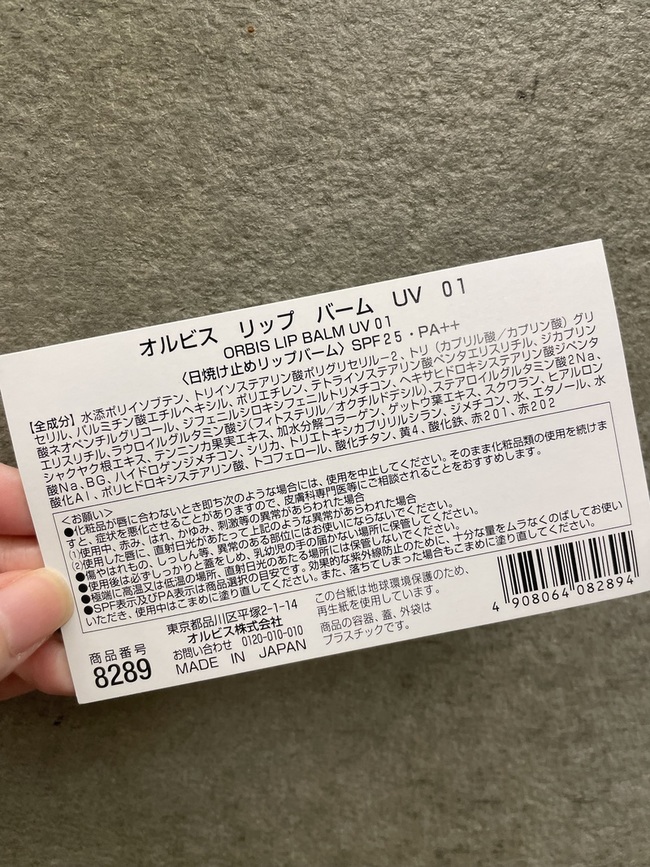 オルビス　リップ　バーム　UV　01
ORBIS LIP BALM UV 01
〈日焼け止めリップバーム〉SPF25・PA++
【全成分】水添ポリイソブテン、トリイソステアリン酸ポリグリセリル-2、トリ（カプリル酸／カプリン酸）グリ
セリル、パルミチン酸エチルヘキシル、ポリエチレン、テトライソステアリン酸ペンタエリスリチル、ジカプリン
酸ネオペンチルグリコール、ジフェニルシロキシフェニルトリメチコン、ヘキサヒドロキシステアリン酸ジペンタ
エリスリチル、ラウロイルグルタミン酸ジ(フィトステリル/オクチルドデシル)、ステアロイルグルタミン酸2Na、
シャクヤク根エキス、テンニンカ果実エキス、加水分解コラーゲン、ゲットウ葉エキス、スクワラン、ヒアルロン
酸Na、BG、ハイドロゲンジメチコン、シリカ、トリエトキシカプリリルシラン、ジメチコン、水、エタノール、水
酸化Al、ポリヒドロキシステアリン酸、トコフェロール、酸化チタン、黄4、酸化鉄、赤201、赤202
＜お願い＞
●化粧品が唇に合わないとき即ち次のような場合には、使用を中止してください。そのまま化粧品類の使用を続けま
すと、症状を悪化させることがありますので、皮膚科専門医等にご相談されることをおすすめします。
(1)使用中、赤み、はれ、かゆみ、刺激等の異常があらわれた場合
(2)使用した唇に、直射日光があたって上記のような異常があらわれた場合
●傷やはれもの、しっしん等、異常のある部位にはお使いにならないでください。
●使用後は必ずしっかりと蓋をしめ、乳幼児の手の届かない場所に保管してください。
●極端に高温又は低温の場所、直射日光のあたる場所には保管しないでください。
●SPF表示及びPA表示は商品選択の目安です。効果的な紫外線防止のために、十分な量をムラなくのばしてお使い
いただき、使用中はこまめに塗り直してください。また、落ちてしまった場合もこまめに塗り直してください。
商品番号
8289
東京都品川区平塚2-1-14
オルビス株式会社
お問い合わせ　0120-010-010
MADE IN JAPAN
この台紙は地球環境保護のため、
再生紙を使用しています。
商品の容器、蓋、外袋は
プラスチックです。
4 908064 082894